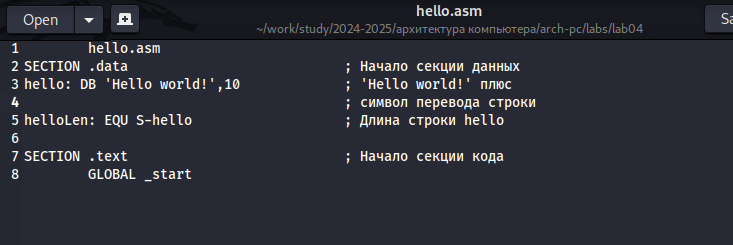 Open
hello.asm
~/work/study/2024-2025/архитектура компьютера/arch-pc/labs/lab04
1 hello.asm
2 SECTION .data ; Начало секции данных
3 hello: DB 'Hello world!',10 ; 'Hello world!' плюс
4 ; символ перевода строки
5 helloLen: EQU S-hello ; Длина строки hello
6
7 SECTION .text ; Начало секции кода
8 GLOBAL _start